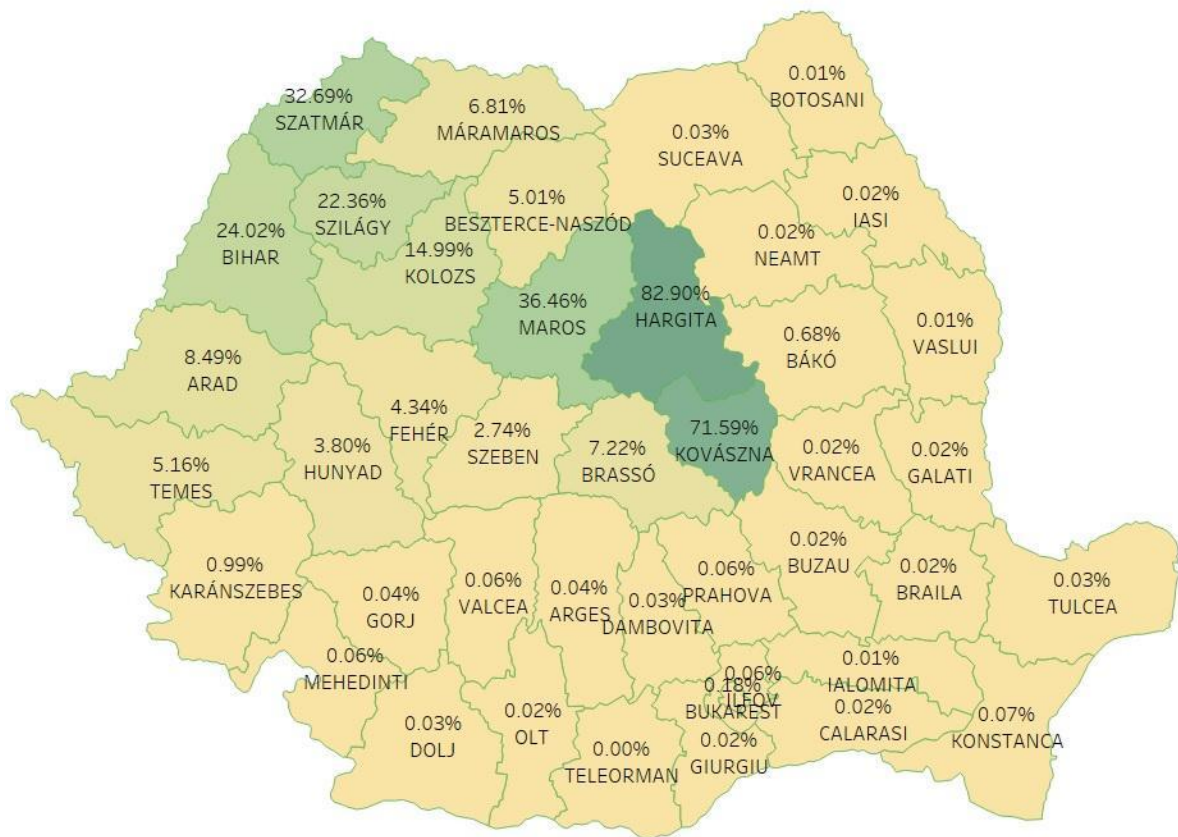 0.01%
BOTOSANI
32.69%
SZATMÁR
6.81%
MÁRAMAROS
0.03%
SUCEAVA
0.02%
IASI
22.36%
SZILÁGY
5.01%
BESZTERCE-NASZÓD
24.02%
BIHAR
14.99%
KOLOZS
0.02%
NEAMT
36.46%
MAROS
82.90%
HARGITA
0.68%
BÁKÓ
0.01%
VASLUI
8.49%
ARAD
4.34%
FEHÉR
3.80%
HUNYAD
2.74%
SZEBEN
7.22%
BRASSÓ
71.59%
KOVÁSZNA
0.02%
VRANCEA
0.02%
GALATI
5.16%
TEMES
0.99%
KARÁNSZEBES
0.04%
GORJ
0.06%
VALCEA
0.04%
ARGES
0.03%
DAMBOVITA
0.06%
PRAHOVA
0.02%
BUZAU
0.02%
BRAILA
0.03%
TULCEA
0.06%
MEHEDINTI
0.06%
ILFOV
0.18%
BUKAREST
0.01%
IALOMITA
0.02%
CALARASI
0.07%
KONSTANCA
0.03%
DOLJ
0.02%
OLT
0.00%
TELEORMAN
0.02%
GIURGIU